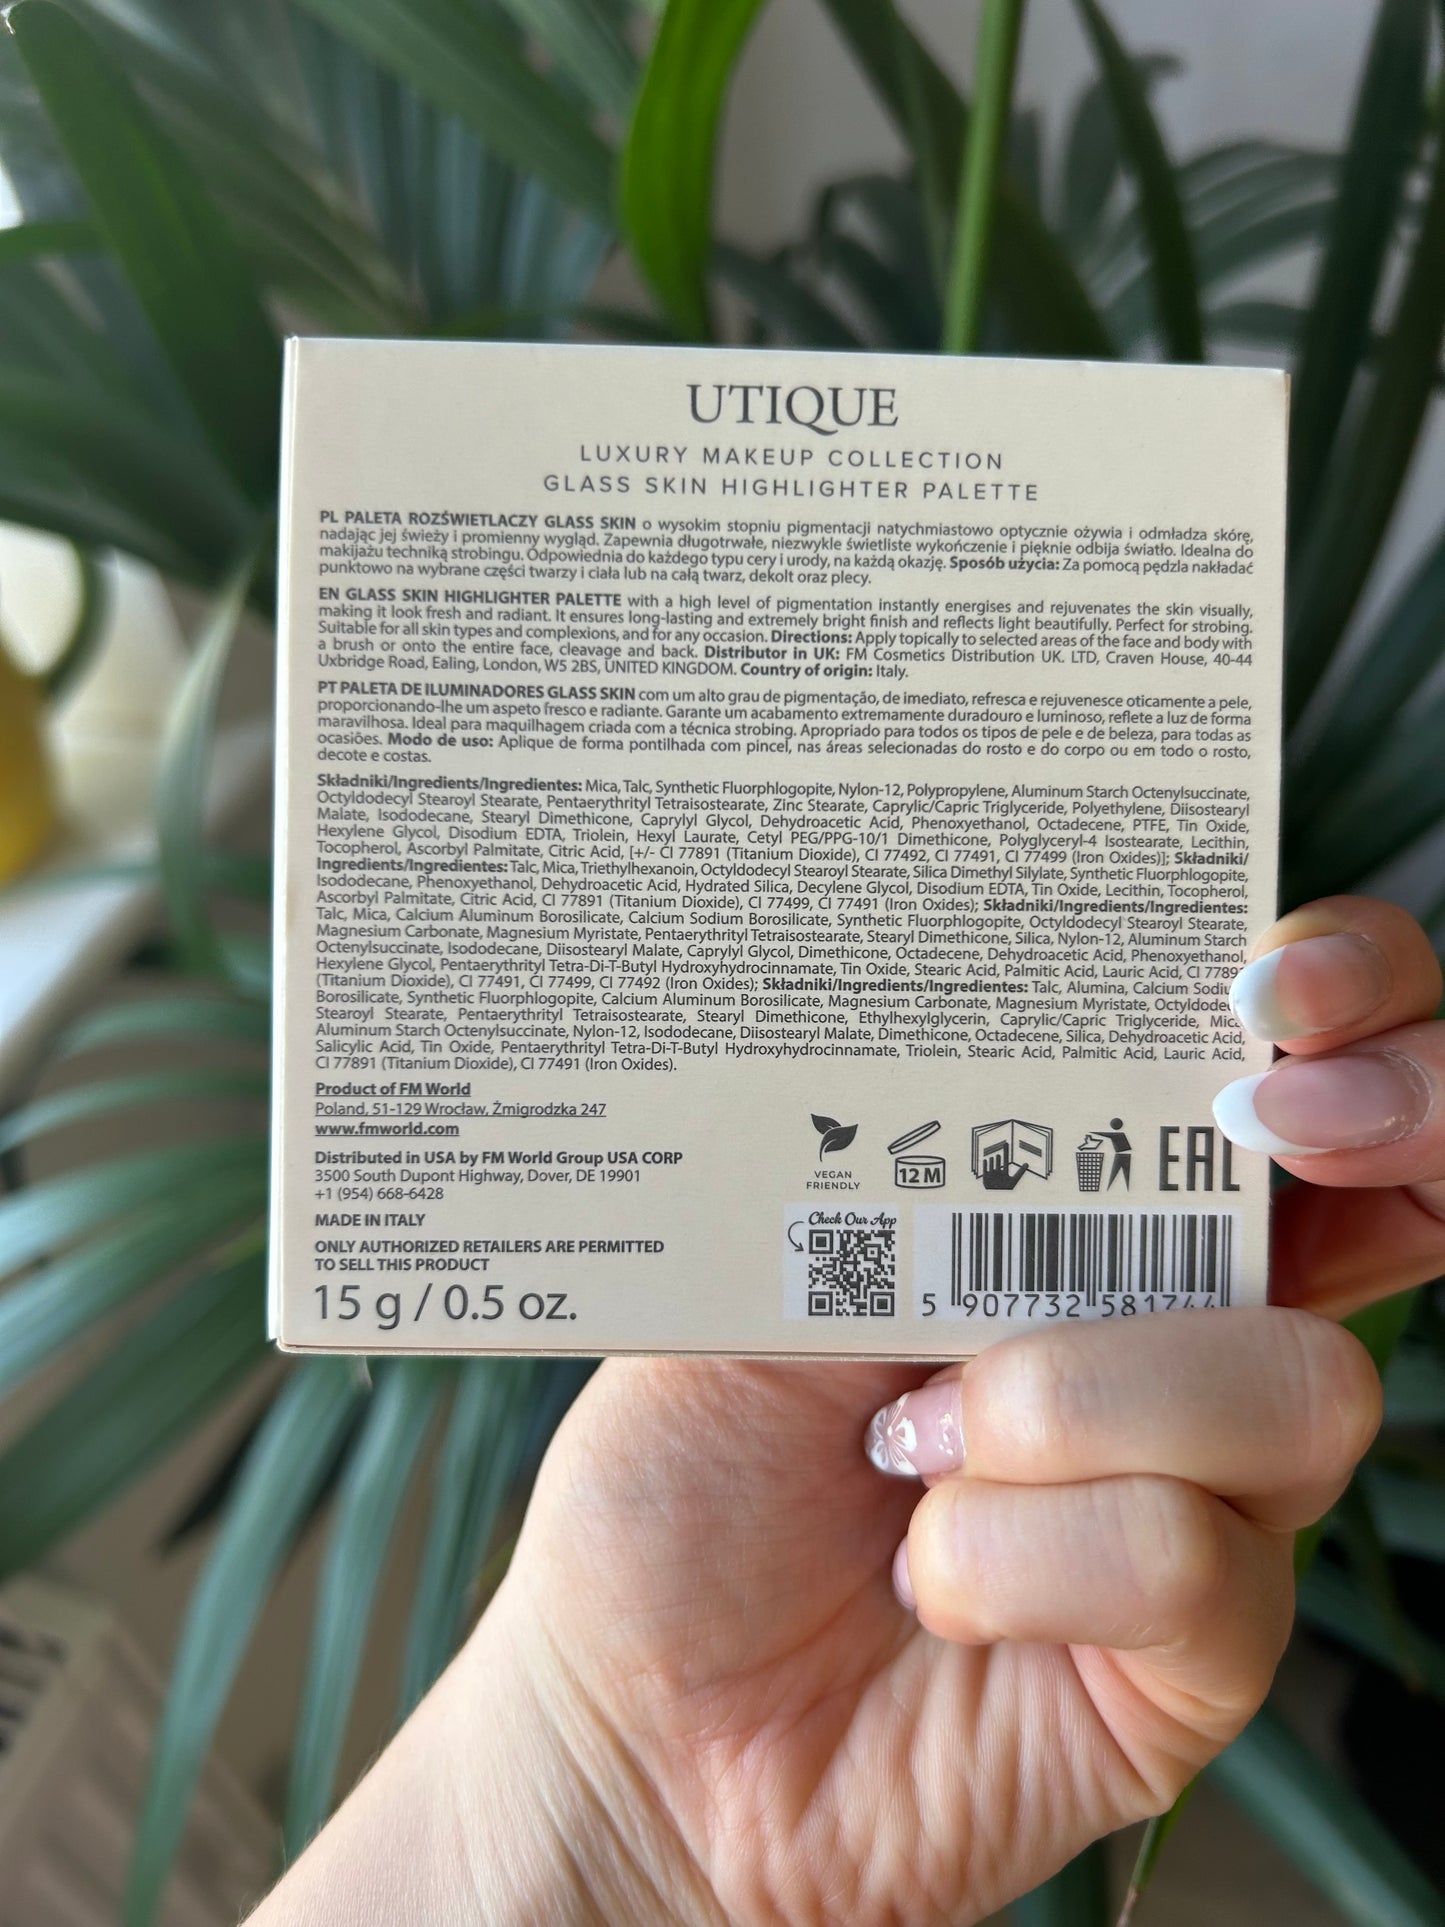 UTIQUE
LUXURY MAKEUP COLLECTION
GLASS SKIN HIGHLIGHTER PALETTE
PL PALETA ROZŚWIETLACZY GLASS SKIN o wysokim stopniu pigmentacji natychmiastowo optycznie ożywia i odmładza skórę,
nadając jej świeży i promienny wygląd. Zapewnia długotrwałe, niezwykle świetliste wykończenie i pięknie odbija światło. Idealna do
makijażu techniką strobingu. Odpowiednia do każdego typu cery i urody, na każdą okazję. Sposób użycia: Za pomocą pędzla nakładać
punktowo na wybrane części twarzy i ciała lub na całą twarz, dekolt oraz plecy.
EN GLASS SKIN HIGHLIGHTER PALETTE with a high level of pigmentation instantly energises and rejuvenates the skin visually,
making it look fresh and radiant. It ensures long-lasting and extremely bright finish and reflects light beautifully. Perfect for strobing.
Suitable for all skin types and complexions, and for any occasion. Directions: Apply topically to selected areas of the face and body with
a brush or onto the entire face, cleavage and back. Distributor in UK: FM Cosmetics Distribution UK. LTD, Craven House, 40-44
Uxbridge Road, Ealing, London, W5 2BS, UNITED KINGDOM. Country of origin: Italy.
PT PALETA DE ILUMINADORES GLASS SKIN com um alto grau de pigmentação, de imediato, refresca e rejuvenesce oticamente a pele,
proporcionando-lhe um aspeto fresco e radiante. Garante um acabamento extremamente duradouro e luminoso, reflete a luz de forma
maravilhosa. Ideal para maquilhagem criada com a técnica strobing. Apropriado para todos os tipos de pele e de beleza, para todas as
ocasiões. Modo de uso: Aplique de forma pontilhada com pincel, nas áreas selecionadas do rosto e do corpo ou em todo o rosto,
decote e costas.
Składniki/Ingredients/Ingredientes: Mica, Talc, Synthetic Fluorphlogopite, Nylon-12, Polypropylene, Aluminum Starch Octenylsuccinate,
Octyldodecyl Stearoyl Stearate, Pentaerythrityl Tetraisostearate, Zinc Stearate, Caprylic/Capric Triglyceride, Polyethylene, Diisostearyl
Malate, Isododecane, Stearyl Dimethicone, Caprylyl Glycol, Dehydroacetic Acid, Phenoxyethanol, Octadecene, PTFE, Tin Oxide,
Hexylene Glycol, Disodium EDTA, Triolein, Hexyl Laurate, Cetyl PEG/PPG-10/1 Dimethicone, Polyglyceryl-4 Isostearate, Lecithin,
Tocopherol, Ascorbyl Palmitate, Citric Acid, [+/- CI 77891 (Titanium Dioxide), CI 77492, CI 77491, CI 77499 (Iron Oxides)]; Składniki/
Ingredients/Ingredientes: Talc, Mica, Triethylhexanoin, Octyldodecyl Stearoyl Stearate, Silica Dimethyl Silylate, Synthetic Fluorphlogopite,
Isododecane, Phenoxyethanol, Dehydroacetic Acid, Hydrated Silica, Decylene Glycol, Disodium EDTA, Tin Oxide, Lecithin, Tocopherol,
Ascorbyl Palmitate, Citric Acid, CI 77891 (Titanium Dioxide), CI 77499, CI 77491 (Iron Oxides); Składniki/Ingredients/Ingredientes:
Talc, Mica, Calcium Aluminum Borosilicate, Calcium Sodium Borosilicate, Synthetic Fluorphlogopite, Octyldodecyl Stearoyl Stearate,
Magnesium Carbonate, Magnesium Myristate, Pentaerythrityl Tetraisostearate, Stearyl Dimethicone, Silica, Nylon-12, Aluminum Starch
Octenylsuccinate, Isododecane, Diisostearyl Malate, Caprylyl Glycol, Dimethicone, Octadecene, Dehydroacetic Acid, Phenoxyethanol,
Hexylene Glycol, Pentaerythrityl Tetra-Di-T-Butyl Hydroxyhydrocinnamate, Tin Oxide, Stearic Acid, Palmitic Acid, Lauric Acid, CI 77891
(Titanium Dioxide), CI 77491, CI 77499, CI 77492 (Iron Oxides); Składniki/Ingredients/Ingredientes: Talc, Alumina, Calcium
Borosilicate, Synthetic Fluorphlogopite, Calcium Aluminum Borosilicate, Magnesium Carbonate, Magnesium Myristate,
Stearoyl Stearate, Pentaerythrityl Tetraisostearate, Stearyl Dimethicone, Ethylhexylglycerin, Caprylic/Capric Triglyceride,
Aluminum Starch Octenylsuccinate, Nylon-12, Isododecane, Diisostearyl Malate, Dimethicone, Octadecene, Silica, Dehydroacetic Acid,
Salicylic Acid, Tin Oxide, Pentaerythrityl Tetra-Di-T-Butyl Hydroxyhydrocinnamate, Triolein, Stearic Acid, Palmitic Acid, Lauric Acid,
CI 77891 (Titanium Dioxide), CI 77491 (Iron Oxides).
Product of FM World
Poland, 51-129 Wrocław, Żmigrodzka 247
www.fmworld.com
Distributed in USA by FM World Group USA CORP
3500 South Dupont Highway, Dover, DE 19901
+1 (954) 668-6428
MADE IN ITALY
ONLY AUTHORIZED RETAILERS ARE PERMITTED
TO SELL THIS PRODUCT
15 g / 0.5 oz.
VEGAN
FRIENDLY
12 M
EAC
Check Our App
5 907732 581744